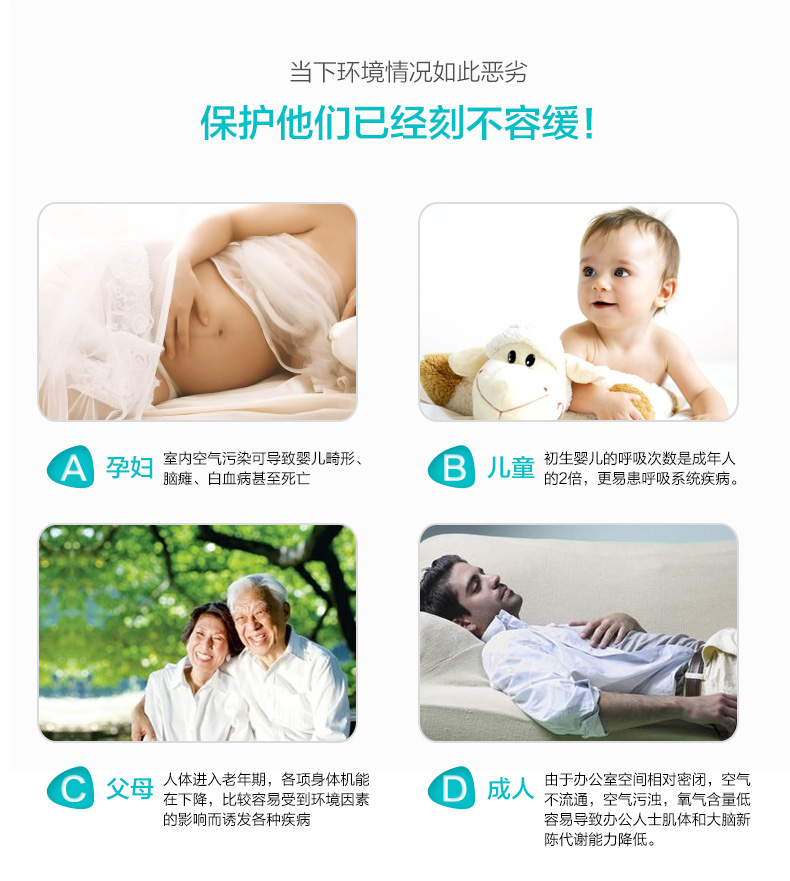 当下环境情况如此恶劣
保护他们已经刻不容缓！
A 孕妇
室内空气污染可导致婴儿畸形、
脑瘫、白血病甚至死亡
B 儿童
初生婴儿的呼吸次数是成年人
的2倍，更易患呼吸系统疾病。
C 父母
人体进入老年期，各项身体机能
在下降，比较容易受到环境因素
的影响而诱发各种疾病
D 成人
由于办公室空间相对密闭，空气
不流通，空气污浊，氧气含量低
容易导致办公人士肌体和大脑新
陈代谢能力降低。